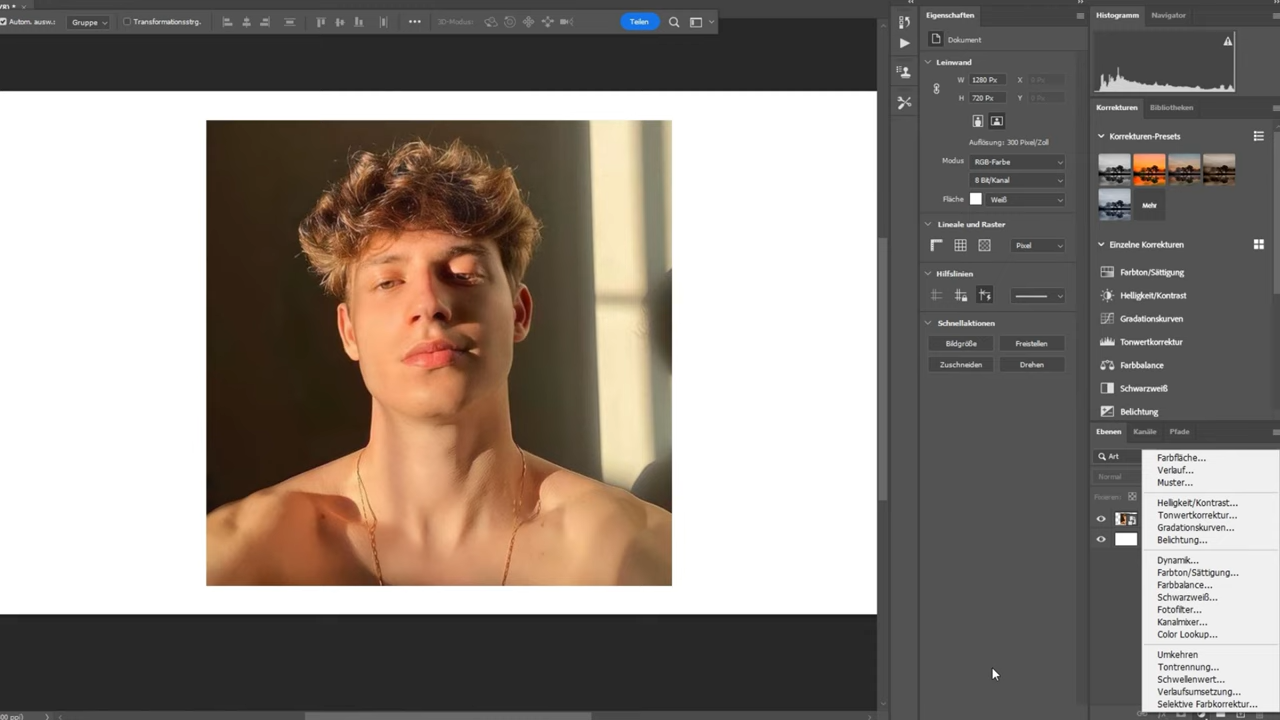 Autom. ausw.:
Gruppe
Transformationsstrg.
3D-Modus:
Teilen
Eigenschaften
Dokument
Leinwand
W 1280 Px X 0 Px
H 720 Px Y 0 Px
Auflösung: 300 Pixel/Zoll
Modus RGB-Farbe
8 Bit/Kanal
Fläche Weiß
Lineale und Raster
Pixel
Hilfslinien
Schnellaktionen
Bildgröße Freistellen
Zuschneiden Drehen
Histogramm Navigator
Korrekturen Bibliotheken
Korrekturen-Presets
Mehr
Einzelne Korrekturen
Farbton/Sättigung
Helligkeit/Kontrast
Gradationskurven
Tonwertkorrektur
Farbbalance
Schwarzweiß
Belichtung
Ebenen Kanäle Pfade
Art
Normal
Fixieren:
Farbfläche...
Verlauf...
Muster...
Helligkeit/Kontrast...
Tonwertkorrektur...
Gradationskurven...
Belichtung...
Dynamik...
Farbton/Sättigung...
Farbbalance...
Schwarzweiß...
Fotofilter...
Kanalmixer...
Color Lookup...
Umkehren
Tontrennung...
Schwellenwert...
Verlaufsumsetzung...
Selektive Farbkorrektur...